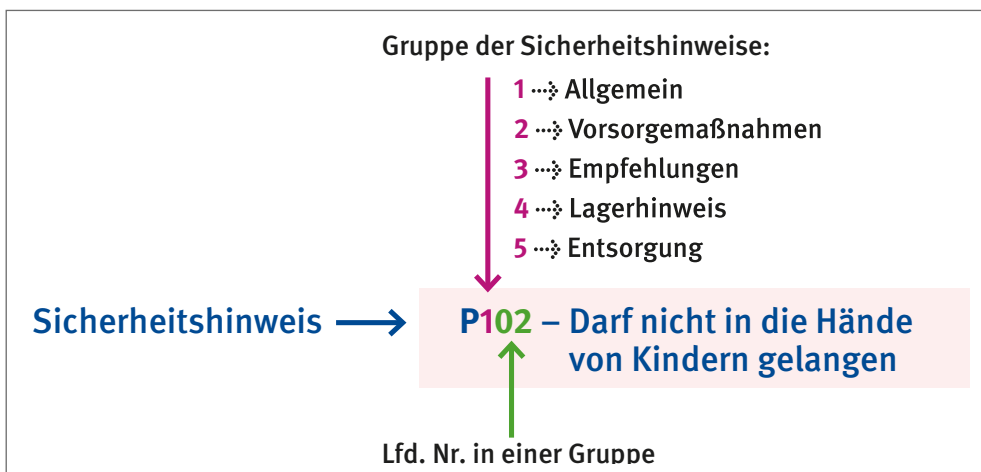 Gruppe der Sicherheitshinweise:
1 ···> Allgemein
2 ···> Vorsorgemaßnahmen
3 ···> Empfehlungen
4 ···> Lagerhinweis
5 ···> Entsorgung
Sicherheitshinweis → P102 – Darf nicht in die Hände
von Kindern gelangen
Lfd. Nr. in einer Gruppe